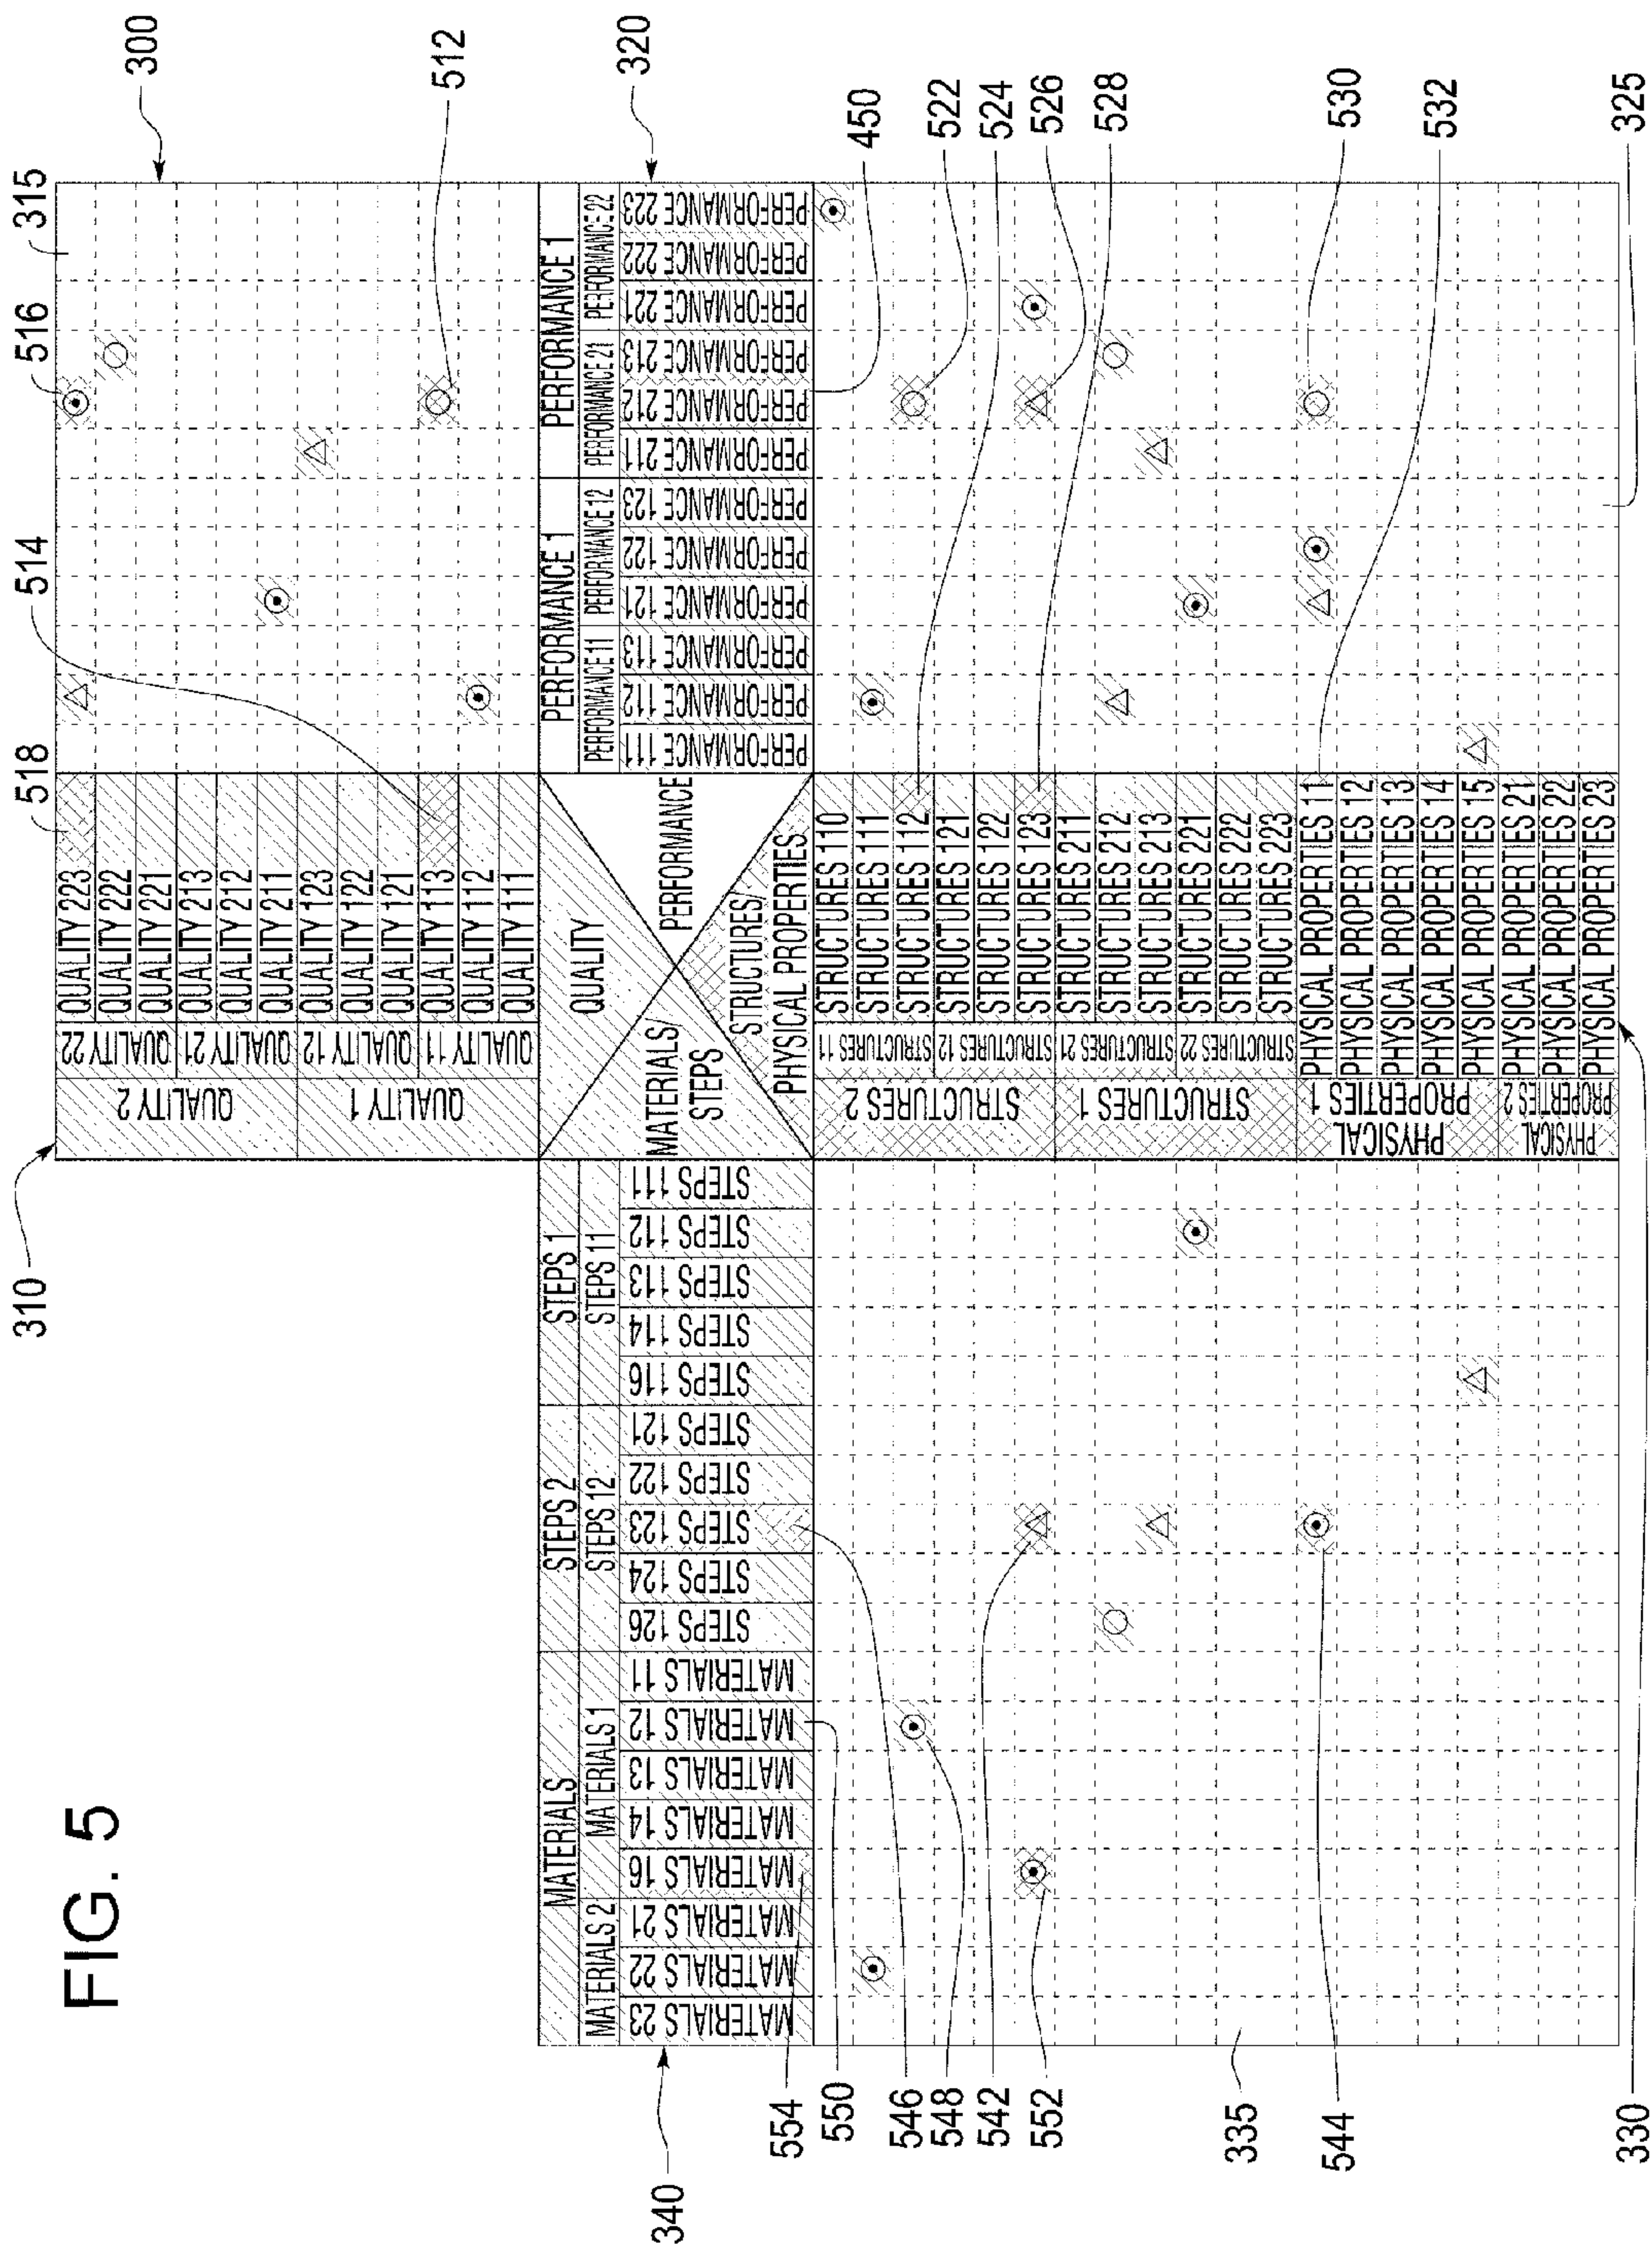 FIG. 5
310
518
514
516
315
300
512
320
450
522
524
526
528
530
532
325
QUALITY 2
QUALITY 1
QUALITY 22
QUALITY 21
QUALITY 12
QUALITY 11
QUALITY 223
QUALITY 222
QUALITY 221
QUALITY 213
QUALITY 212
QUALITY 211
QUALITY 123
QUALITY 122
QUALITY 121
QUALITY 113
QUALITY 112
QUALITY 111
QUALITY
PERFORMANCE
STRUCTURES/
PHYSICAL PROPERTIES
MATERIALS/
STEPS
PERFORMANCE 1
PERFORMANCE 1
PERFORMANCE 11
PERFORMANCE 12
PERFORMANCE 21
PERFORMANCE 22
PERFORMANCE 111
PERFORMANCE 112
PERFORMANCE 113
PERFORMANCE 121
PERFORMANCE 122
PERFORMANCE 123
PERFORMANCE 211
PERFORMANCE 212
PERFORMANCE 213
PERFORMANCE 221
PERFORMANCE 222
PERFORMANCE 223
MATERIALS
STEPS 2
STEPS 1
MATERIALS 2
MATERIALS 1
STEPS 12
STEPS 11
MATERIALS 23
MATERIALS 22
MATERIALS 21
MATERIALS 16
MATERIALS 14
MATERIALS 13
MATERIALS 12
MATERIALS 11
STEPS 126
STEPS 124
STEPS 123
STEPS 122
STEPS 121
STEPS 116
STEPS 114
STEPS 113
STEPS 112
STEPS 111
STRUCTURES 2
STRUCTURES 1
PHYSICAL
PROPERTIES 1
PHYSICAL
PROPERTIES 2
STRUCTURES 11
STRUCTURES 12
STRUCTURES 21
STRUCTURES 22
STRUCTURES 110
STRUCTURES 111
STRUCTURES 112
STRUCTURES 121
STRUCTURES 122
STRUCTURES 123
STRUCTURES 211
STRUCTURES 212
STRUCTURES 213
STRUCTURES 221
STRUCTURES 222
STRUCTURES 223
PHYSICAL PROPERTIES 11
PHYSICAL PROPERTIES 12
PHYSICAL PROPERTIES 13
PHYSICAL PROPERTIES 14
PHYSICAL PROPERTIES 15
PHYSICAL PROPERTIES 21
PHYSICAL PROPERTIES 22
PHYSICAL PROPERTIES 23
340
554
550
546
548
542
552
335
544
330